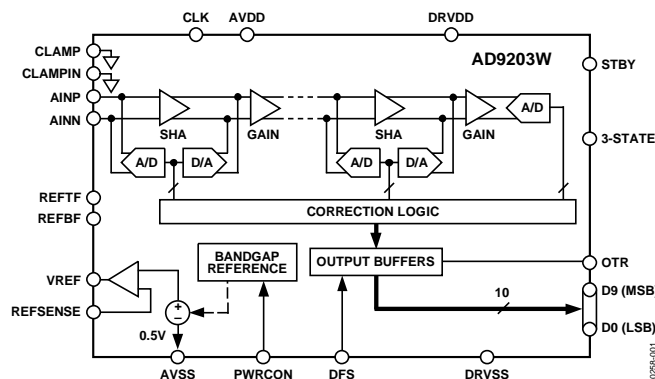 CLK AVDD DRVDD
CLAMP
CLAMPIN
AINP
AINN
REFTF
REFBF
VREF
REFSENSE
AD9203W
STBY
3-STATE
OTR
D9 (MSB)
D0 (LSB)
SHA GAIN SHA GAIN A/D
A/D D/A A/D D/A
CORRECTION LOGIC
BANDGAP
REFERENCE
OUTPUT BUFFERS
+
–
0.5V
10
AVSS PWRCON DFS DRVSS